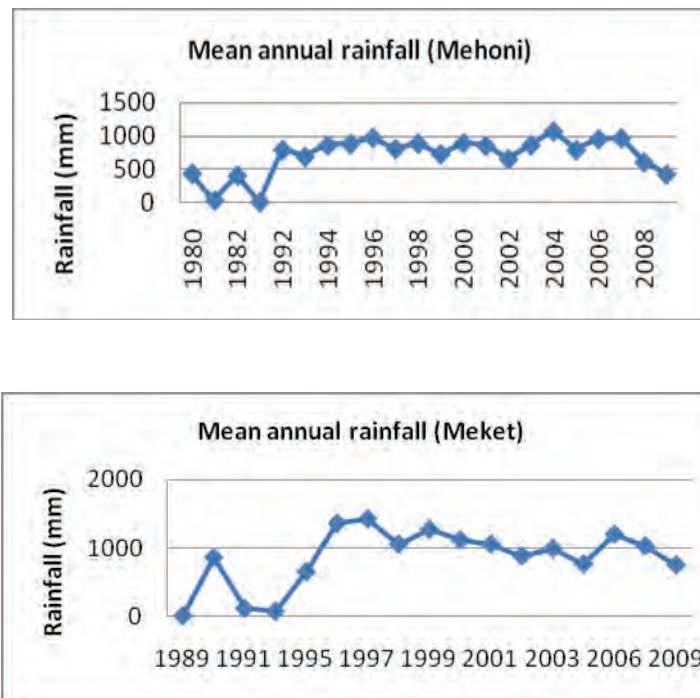 Mean annual rainfall (Mehoni)
Rainfall (mm)
1500
1000
500
0
1980 1982 1992 1994 1996 1998 2000 2002 2004 2006 2008
Mean annual rainfall (Meket)
Rainfall (mm)
2000
1000
0
1989 1991 1995 1997 1999 2001 2003 2006 2009